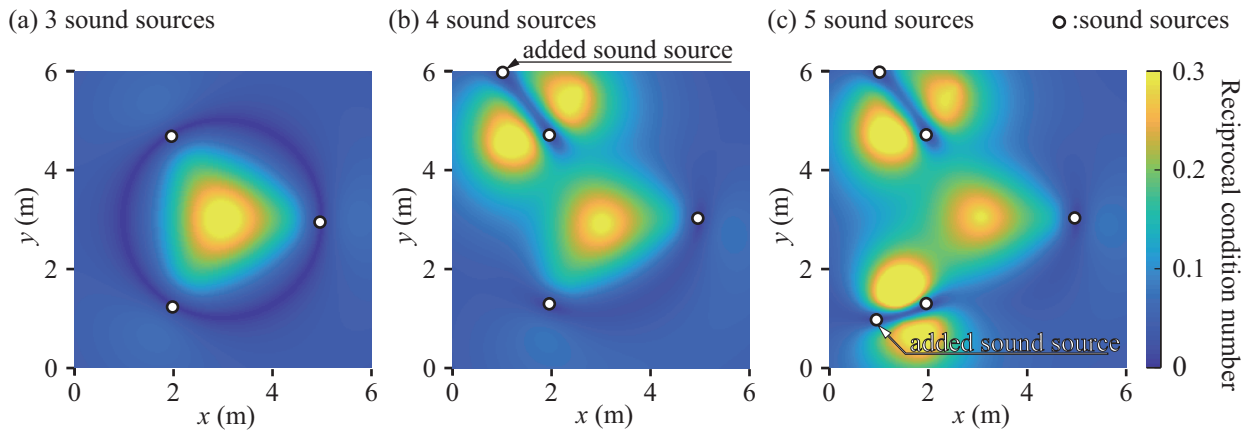 (a) 3 sound sources
(b) 4 sound sources
(c) 5 sound sources
:sound sources
added sound source
6
4
2
0
y (m)
0 2 4 6
x (m)
6
4
2
0
y (m)
0 2 4 6
x (m)
6
4
2
0
y (m)
added sound source
0 2 4 6
x (m)
0.3
0.2
0.1
0
Reciprocal condition number